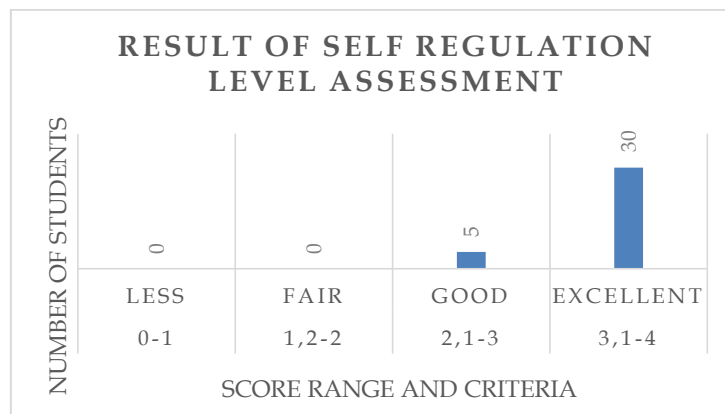 RESULT OF SELF REGULATION
LEVEL ASSESSMENT
NUMBER OF STUDENTS
0
0
5
30
LESS
FAIR
GOOD
EXCELLENT
0-1
1,2-2
2,1-3
3,1-4
SCORE RANGE AND CRITERIA